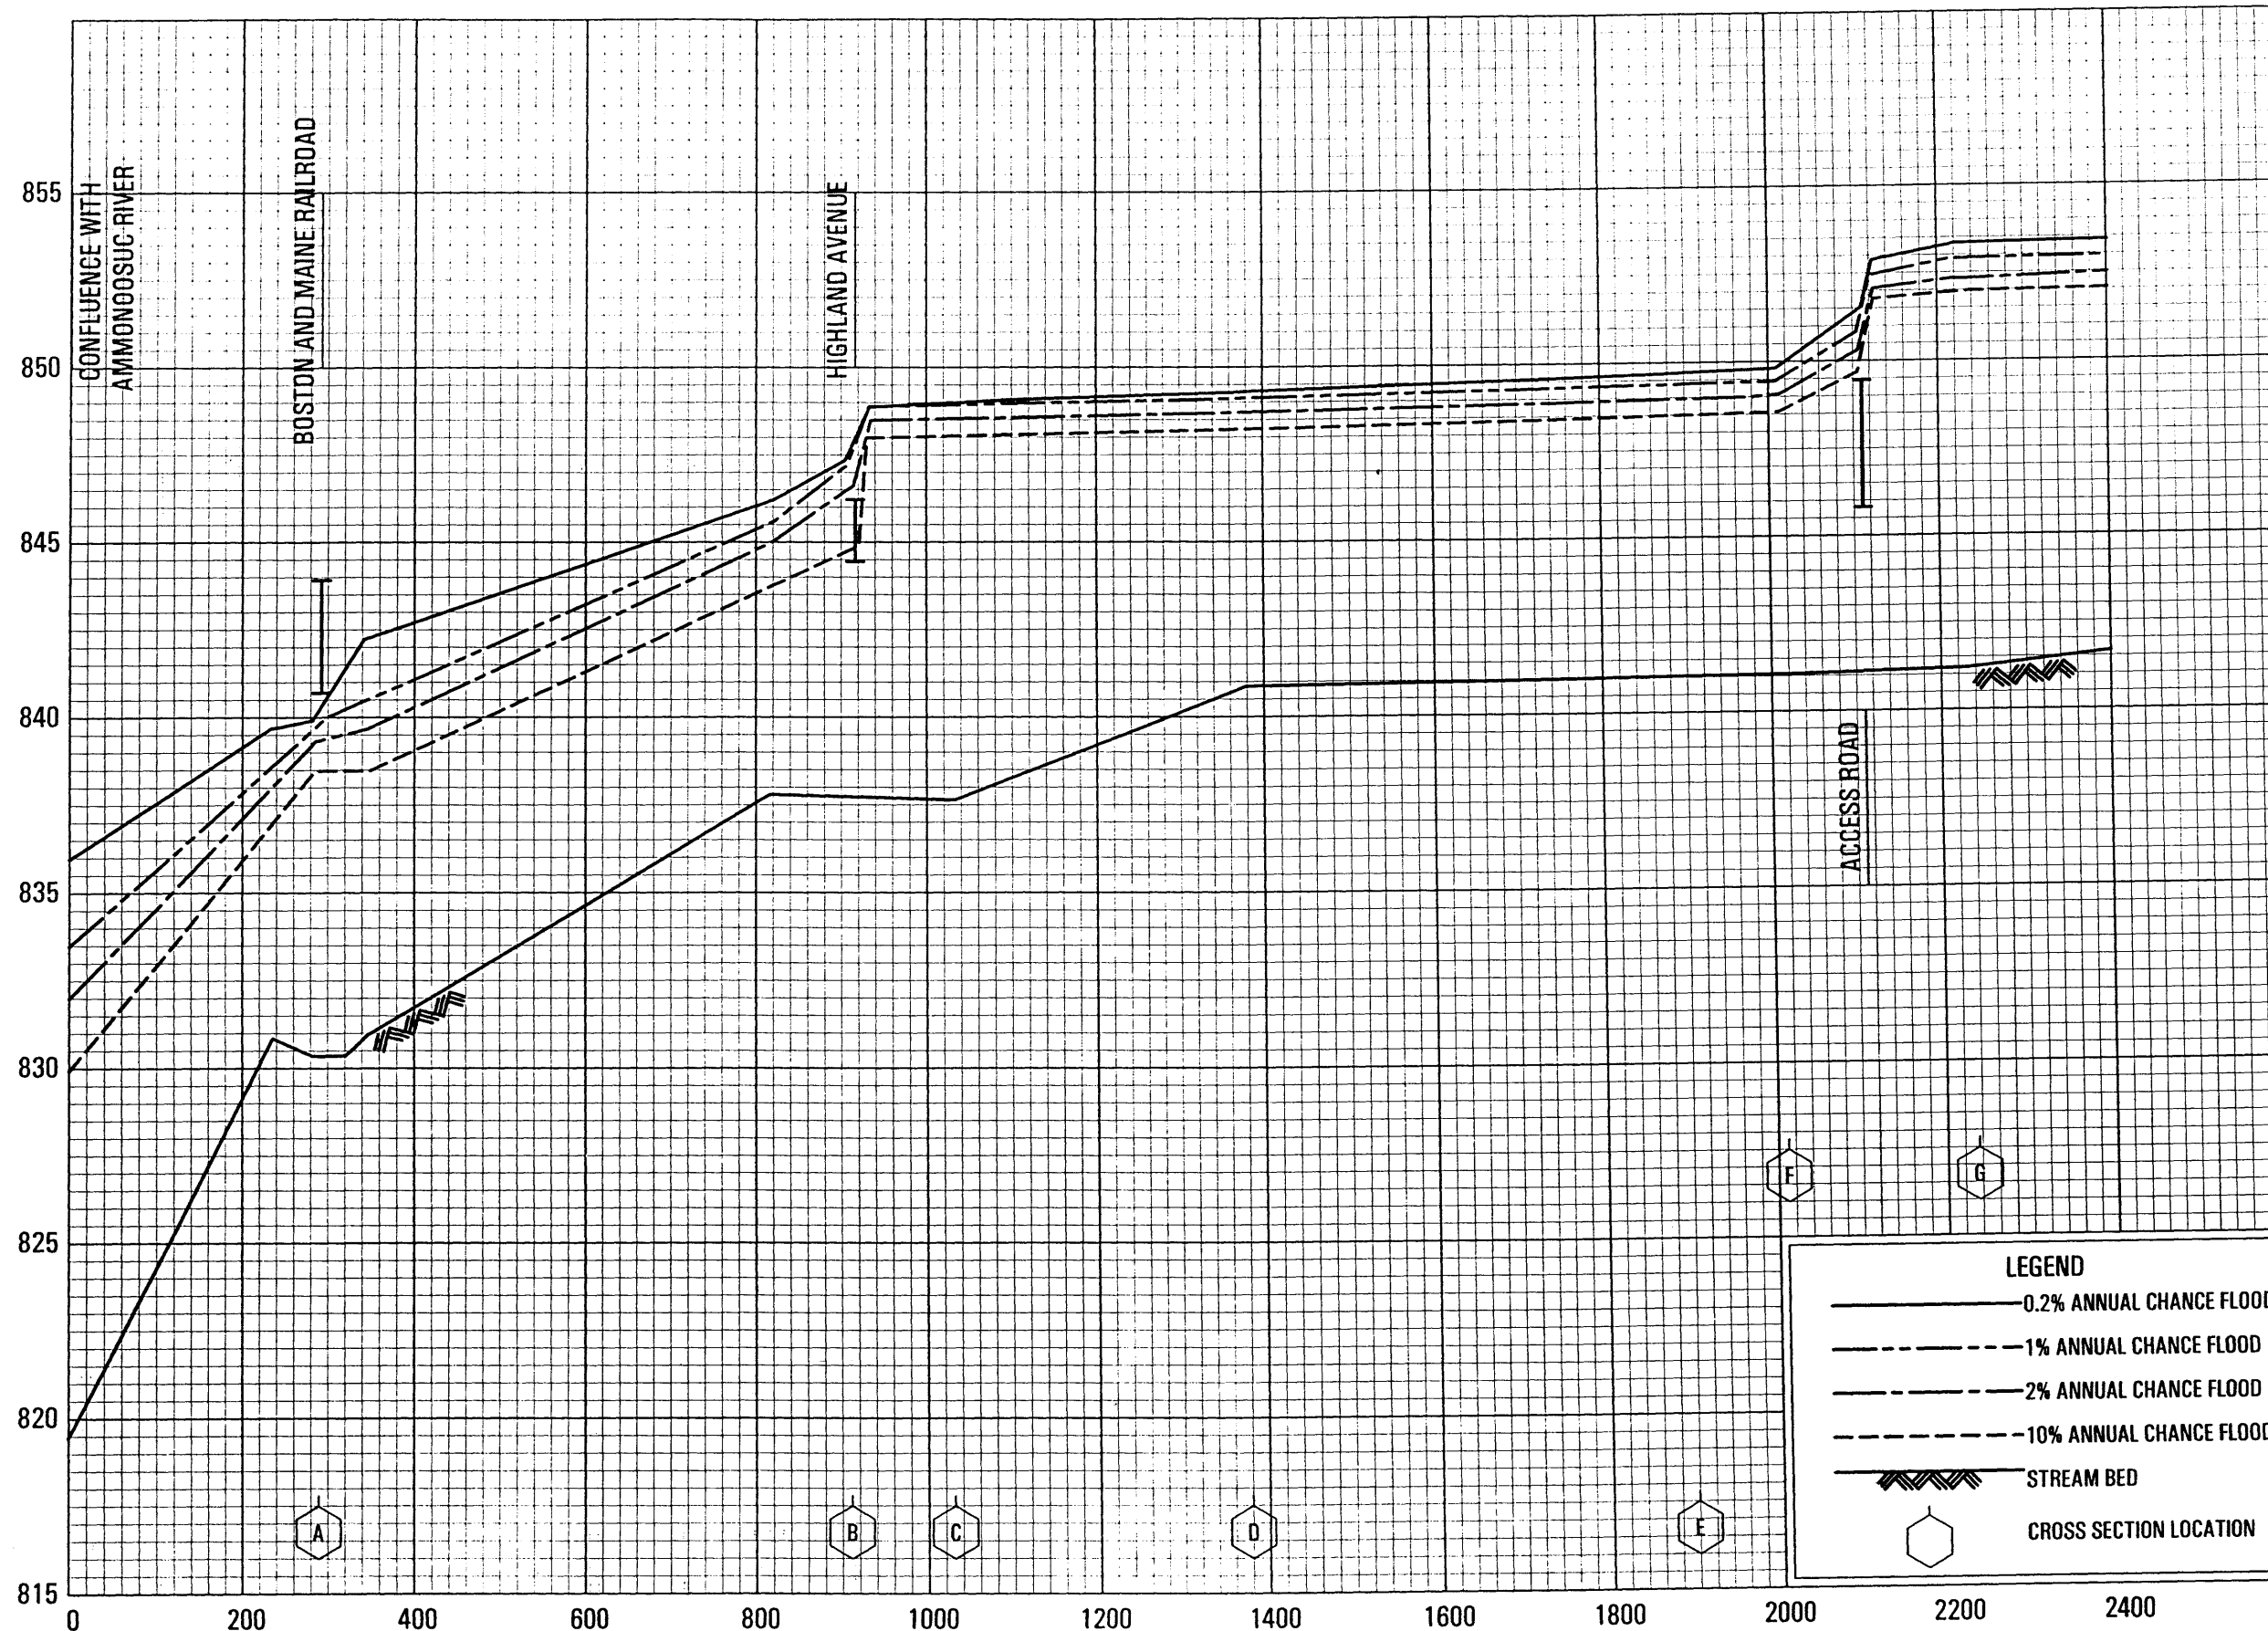 CONFLUENCE WITH
AMMONOOSUC RIVER
BOSTON AND MAINE RAILROAD
HIGHLAND AVENUE
ACCESS ROAD
855
850
845
840
835
830
825
820
815
0
200
400
600
800
1000
1200
1400
1600
1800
2000
2200
2400
A
B
C
D
E
F
G
LEGEND
0.2% ANNUAL CHANCE FLOOD
1% ANNUAL CHANCE FLOOD
2% ANNUAL CHANCE FLOOD
10% ANNUAL CHANCE FLOOD
STREAM BED
CROSS SECTION LOCATION